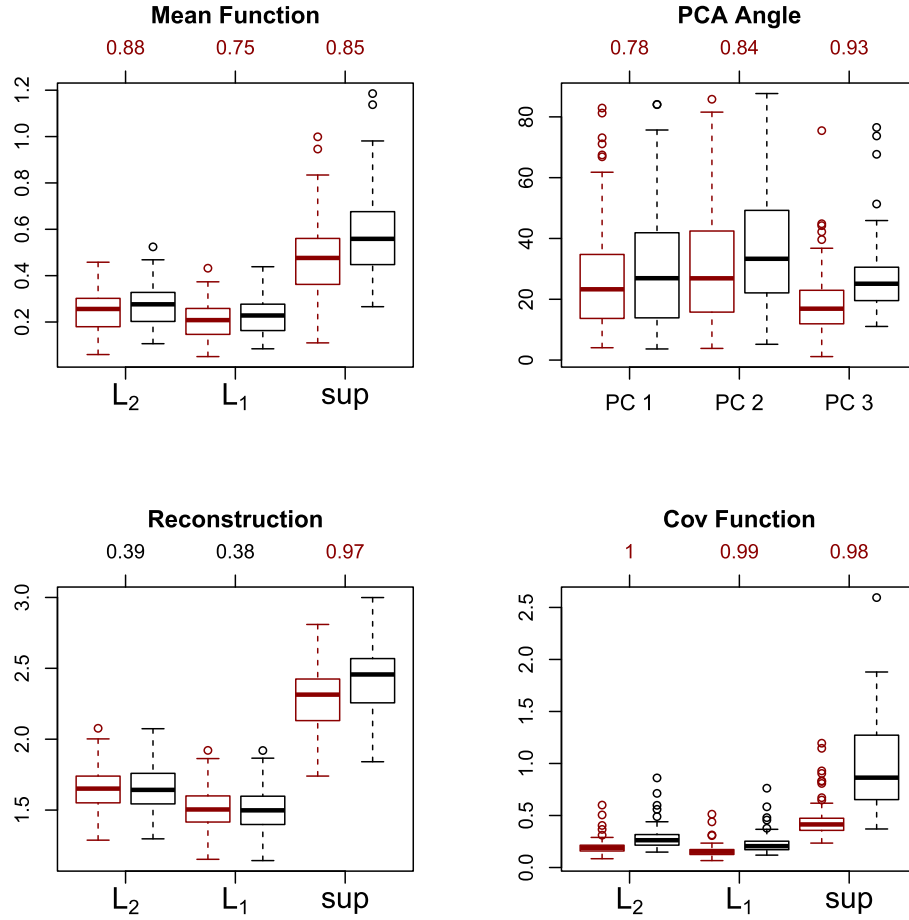 Mean Function
0.88 0.75 0.85
1.2
1.0
0.8
0.6
0.4
0.2
L2 L1 sup
PCA Angle
0.78 0.84 0.93
80
60
40
20
0
PC 1 PC 2 PC 3
Reconstruction
0.39 0.38 0.97
3.0
2.5
2.0
1.5
L2 L1 sup
Cov Function
1 0.99 0.98
2.5
2.0
1.5
1.0
0.5
0.0
L2 L1 sup